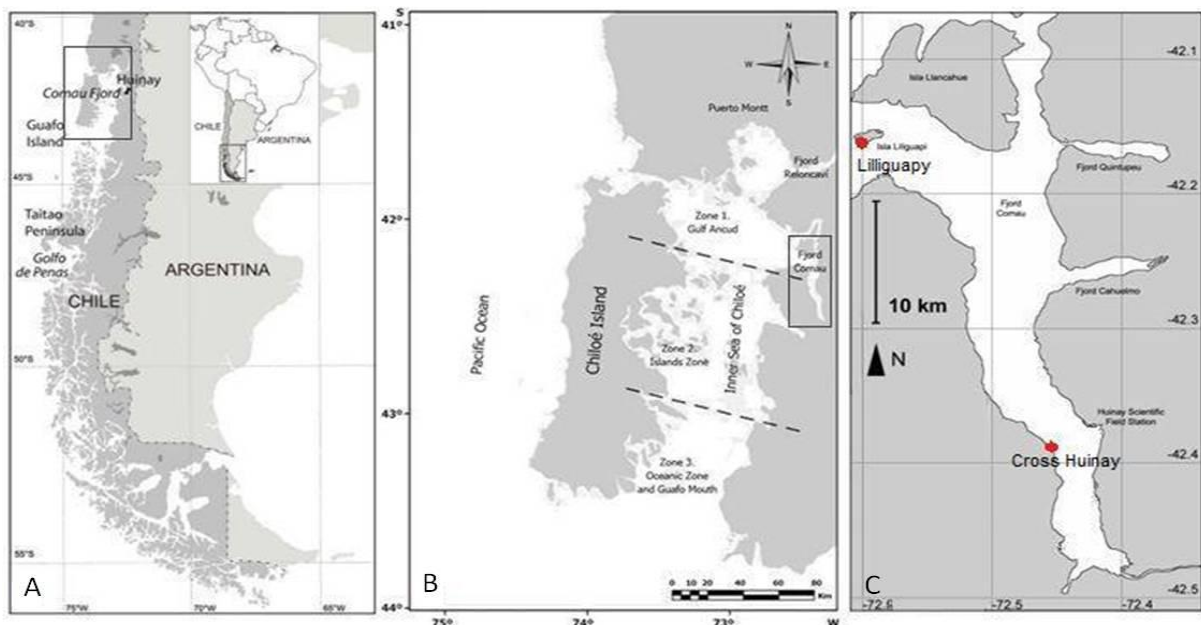 40°S
Huinay
Comau Fjord
Guafo
Island
45°S
Taitao
Peninsula
Golfo
de Penas
CHILE
ARGENTINA
CHILE
ARGENTINA
50°S
55°S
75°W
70°W
65°W
A
S
41°
42°
43°
44°
N
W
E
S
Puerto Montt
Fjord
Reloncaví
Zone 1.
Gulf Ancud
Fjord
Comau
Pacific Ocean
Chiloé Island
Inner Sea of Chiloé
Zone 2.
Islands Zone
Zone 3.
Oceanic Zone
and Guafo Mouth
0 10 20 40 60 80
Km
75°
74°
73°
W
B
Isla Llancahue
Isla Liliguapi
Lilliguapy
Fjord Quintupeu
Fjord
Comau
10 km
Fjord Cahuelmo
N
Huinay Scientific
Field Station
Cross Huinay
-42.1
-42.2
-42.3
-42.4
-42.5
-72.6
-72.5
-72.4
C